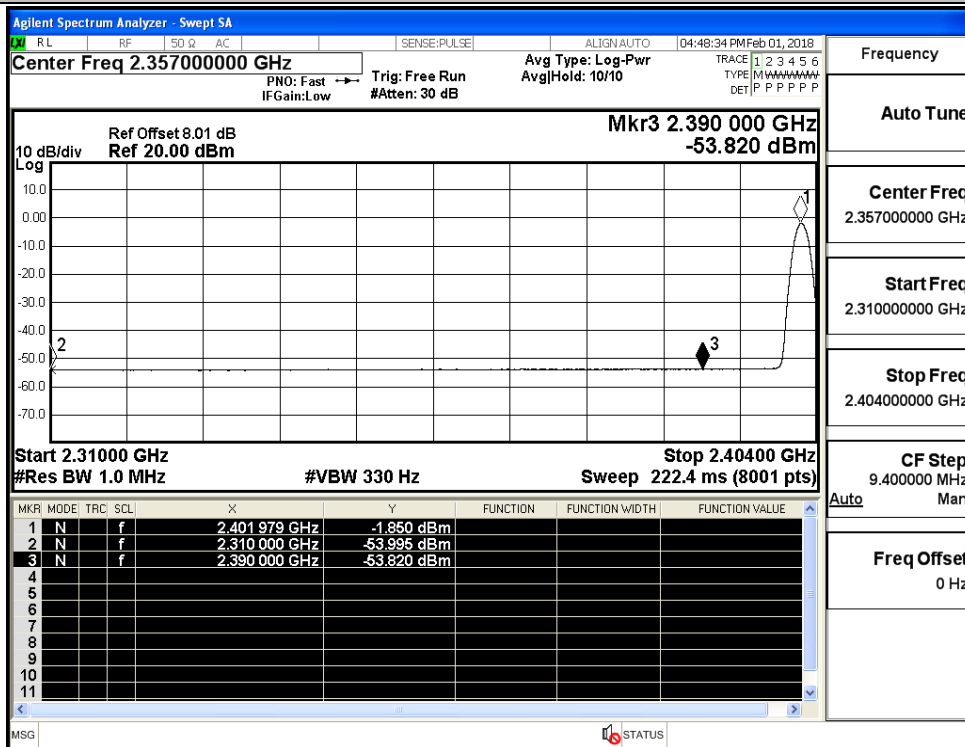 Agilent Spectrum Analyzer - Swept SA
LXI RL RF 50 Ω AC SENSE:PULSE ALIGN AUTO 04:48:34 PM Feb 01, 2018
Center Freq 2.357000000 GHz
PNO: Fast
IFGain:Low
Trig: Free Run
#Atten: 30 dB
Avg Type: Log-Pwr
Avg|Hold: 10/10
TRACE 1 2 3 4 5 6
TYPE M WWWWW
DET P P P P P P
Ref Offset 8.01 dB
10 dB/div Ref 20.00 dBm
Log
Mkr3 2.390 000 GHz
-53.820 dBm
10.0
0.00
-10.0
-20.0
-30.0
-40.0
-50.0
-60.0
-70.0
1
2
3
Start 2.31000 GHz Stop 2.40400 GHz
#Res BW 1.0 MHz #VBW 330 Hz Sweep 222.4 ms (8001 pts)
MKR MODE TRC SCL X Y FUNCTION FUNCTION WIDTH FUNCTION VALUE
1 N f 2.401 979 GHz -1.850 dBm
2 N f 2.310 000 GHz -53.995 dBm
3 N f 2.390 000 GHz -53.820 dBm
4
5
6
7
8
9
10
11
MSG STATUS
Frequency
Auto Tune
Center Freq
2.357000000 GHz
Start Freq
2.310000000 GHz
Stop Freq
2.404000000 GHz
CF Step
9.400000 MHz
Auto Man
Freq Offset
0 Hz